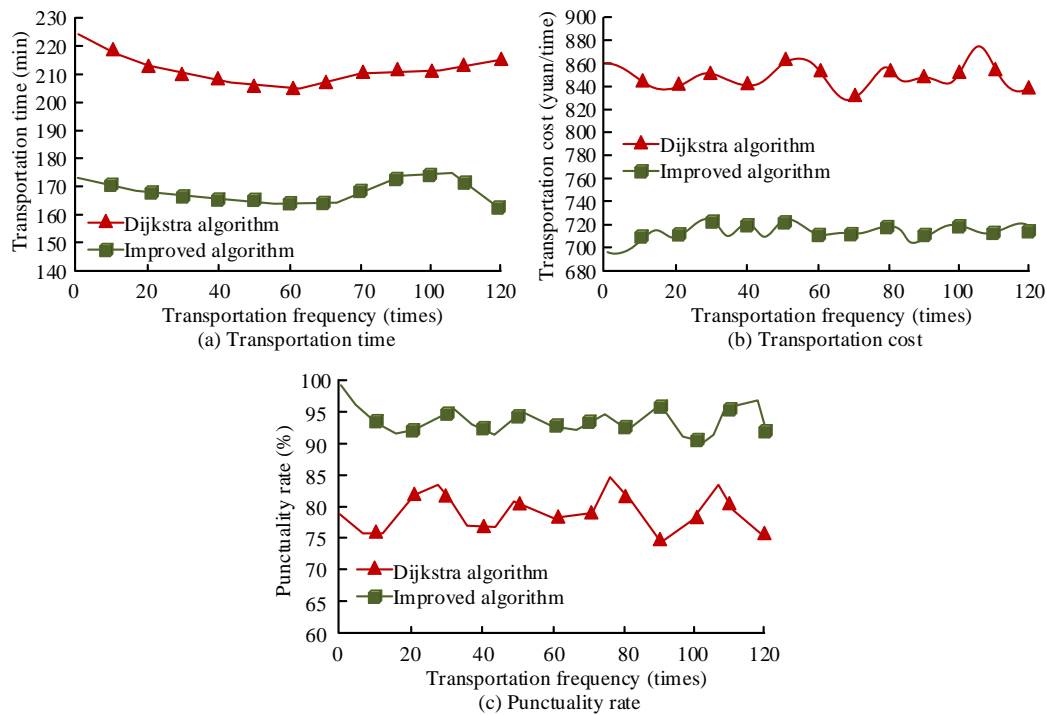 Transportation time (min)
230
220
210
200
190
180
170
160
150
140
Dijkstra algorithm
Improved algorithm
0 20 40 60 70 100 120
Transportation frequency (times)
(a) Transportation time
Transportation cost (yuan/time)
900
880
860
840
820
800
780
760
740
720
700
680
Dijkstra algorithm
Improved algorithm
0 20 40 60 80 100 120
Transportation frequency (times)
(b) Transportation cost
Punctuality rate (%)
100
95
90
85
80
75
70
65
60
Dijkstra algorithm
Improved algorithm
0 20 40 60 80 100 120
Transportation frequency (times)
(c) Punctuality rate